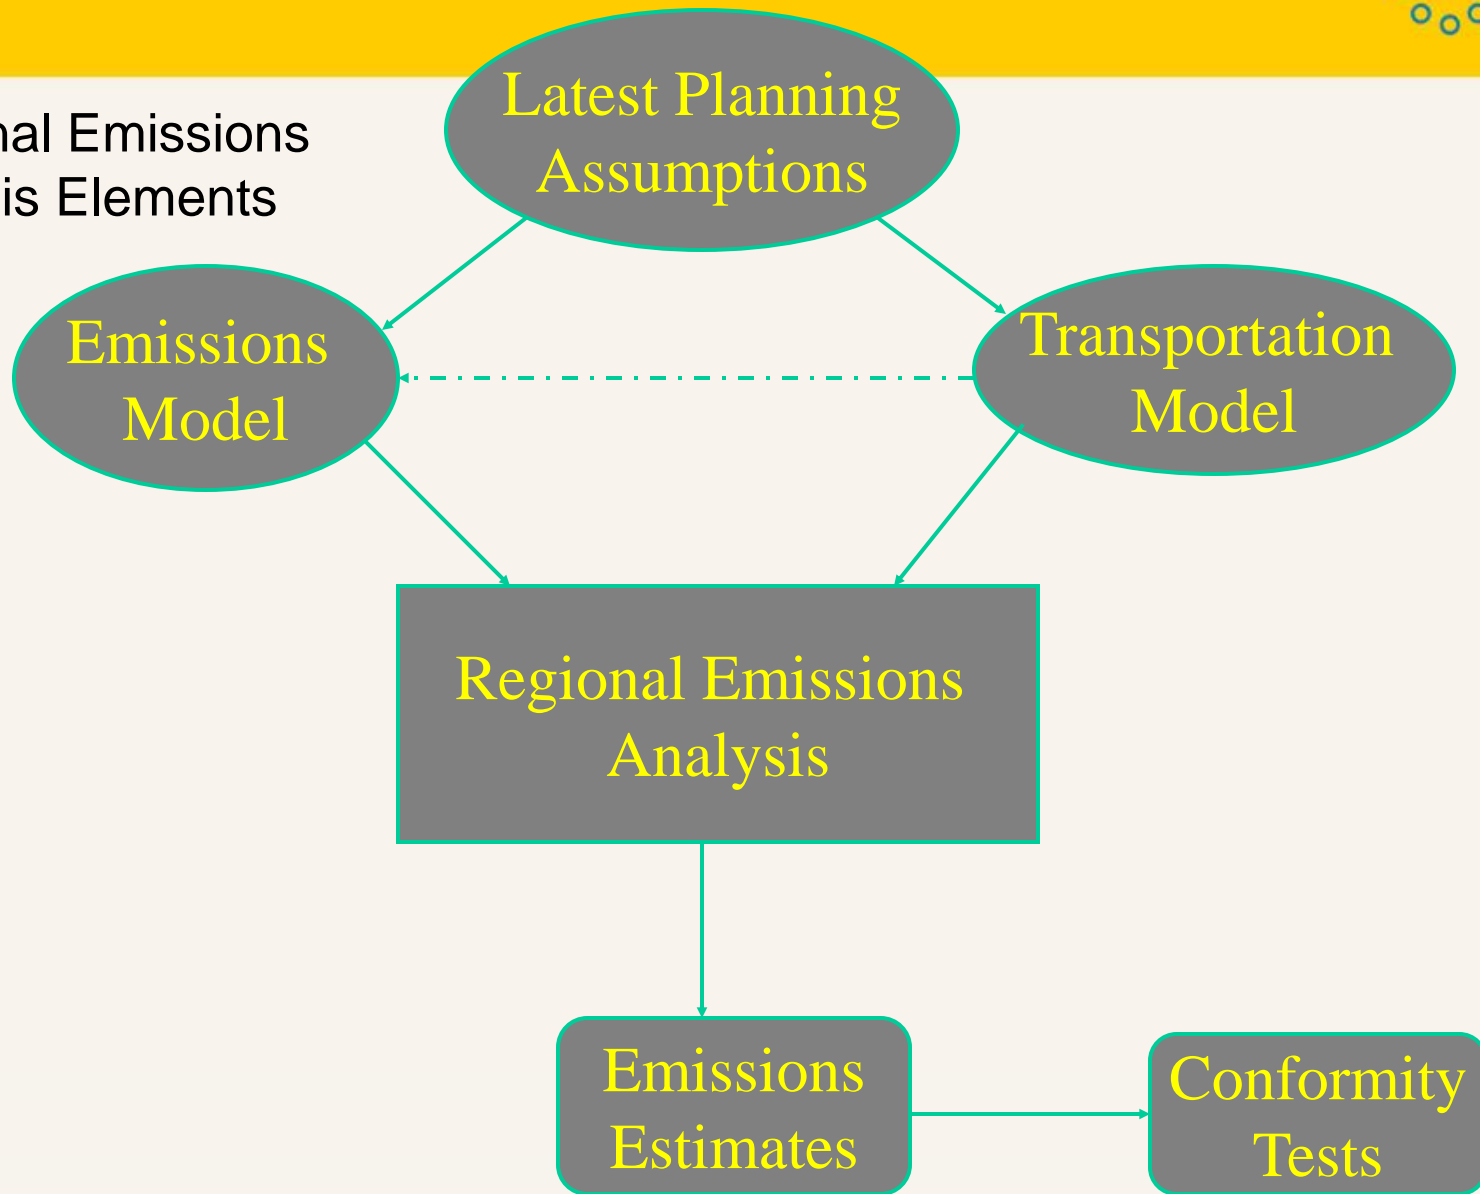 Latest Planning
Assumptions
nal Emissions
is Elements
Emissions
Model
Transportation
Model
Regional Emissions
Analysis
Emissions
Estimates
Conformity
Tests